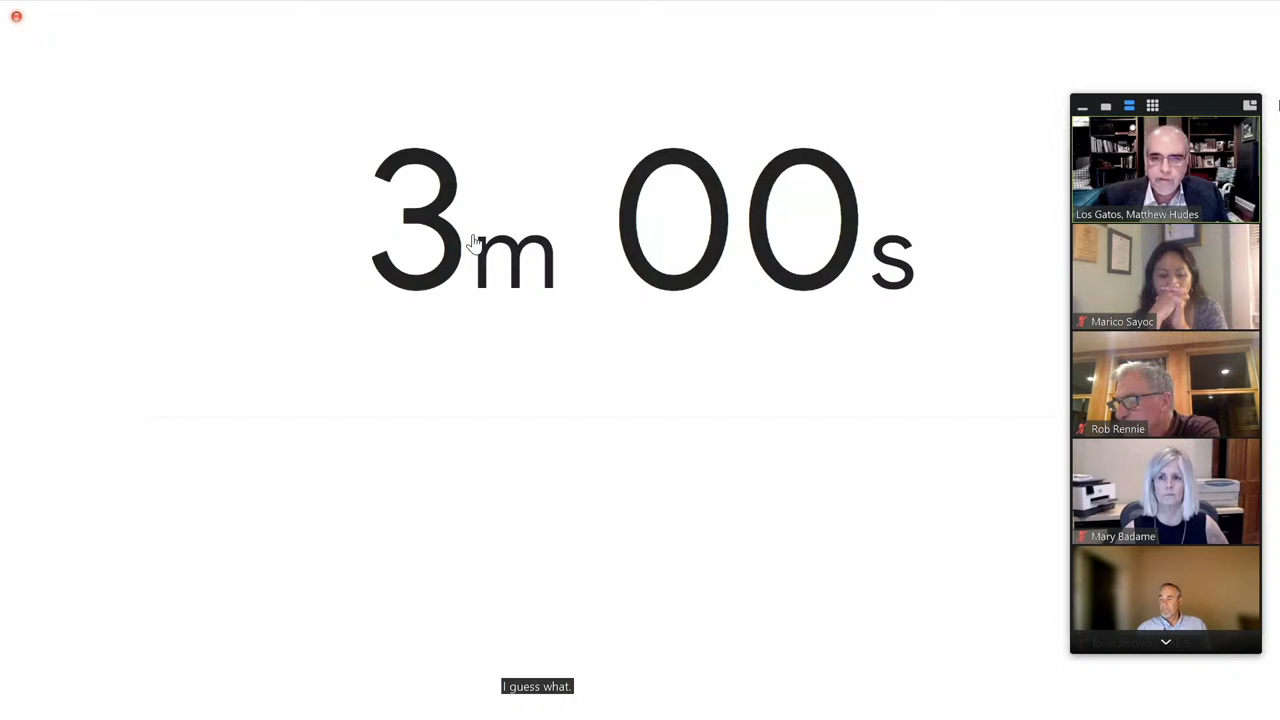 3m 00s
Los Gatos, Matthew Hudes
Marico Sayoc
Rob Rennie
Mary Badame
I guess what.